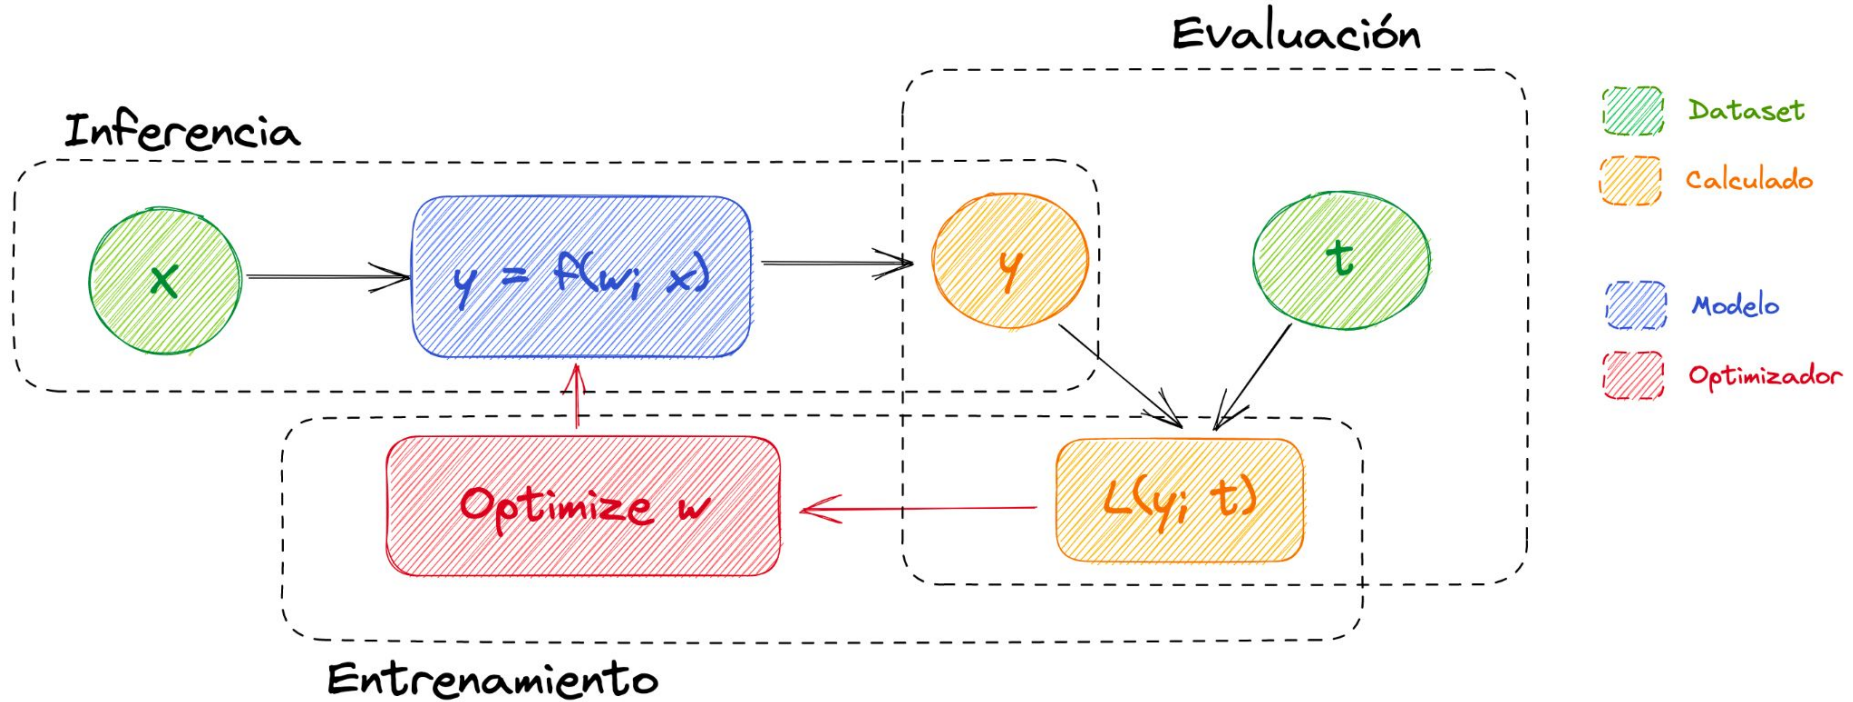 Evaluación
Inferencia
Dataset
Calculado
x
y = f(w; x)
y
t
Modelo
Optimizador
Optimize w
L(y; t)
Entrenamiento